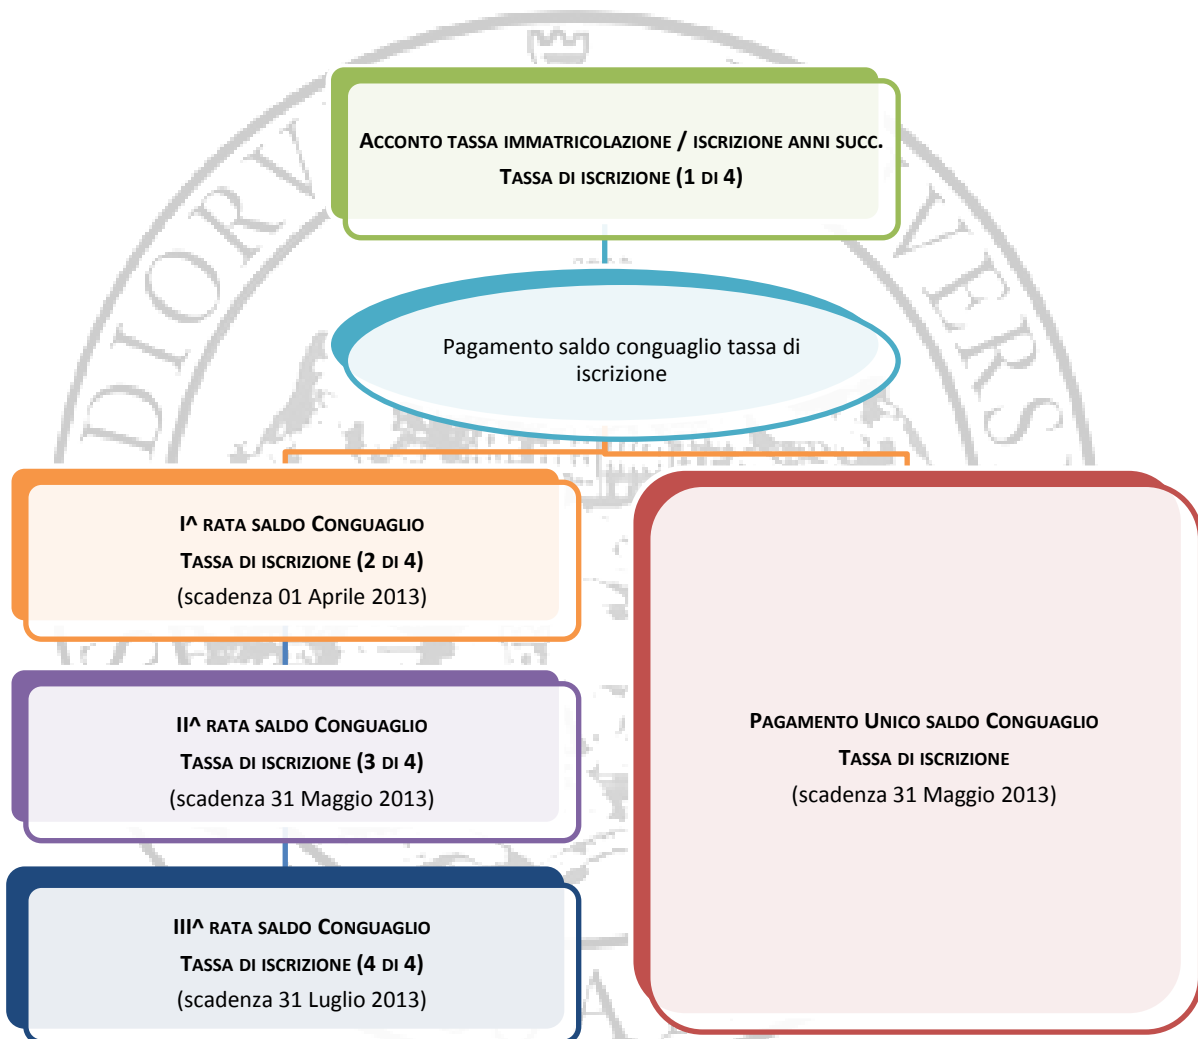 ACCONTO TASSA IMMATRICOLAZIONE / ISCRIZIONE ANNI SUCC.
TASSA DI ISCRIZIONE (1 DI 4)
Pagamento saldo conguaglio tassa di
iscrizione
I^ RATA SALDO CONGUAGLIO
TASSA DI ISCRIZIONE (2 DI 4)
(scadenza 01 Aprile 2013)
II^ RATA SALDO CONGUAGLIO
TASSA DI ISCRIZIONE (3 DI 4)
(scadenza 31 Maggio 2013)
III^ RATA SALDO CONGUAGLIO
TASSA DI ISCRIZIONE (4 DI 4)
(scadenza 31 Luglio 2013)
PAGAMENTO UNICO SALDO CONGUAGLIO
TASSA DI ISCRIZIONE
(scadenza 31 Maggio 2013)
DIORV
VERS